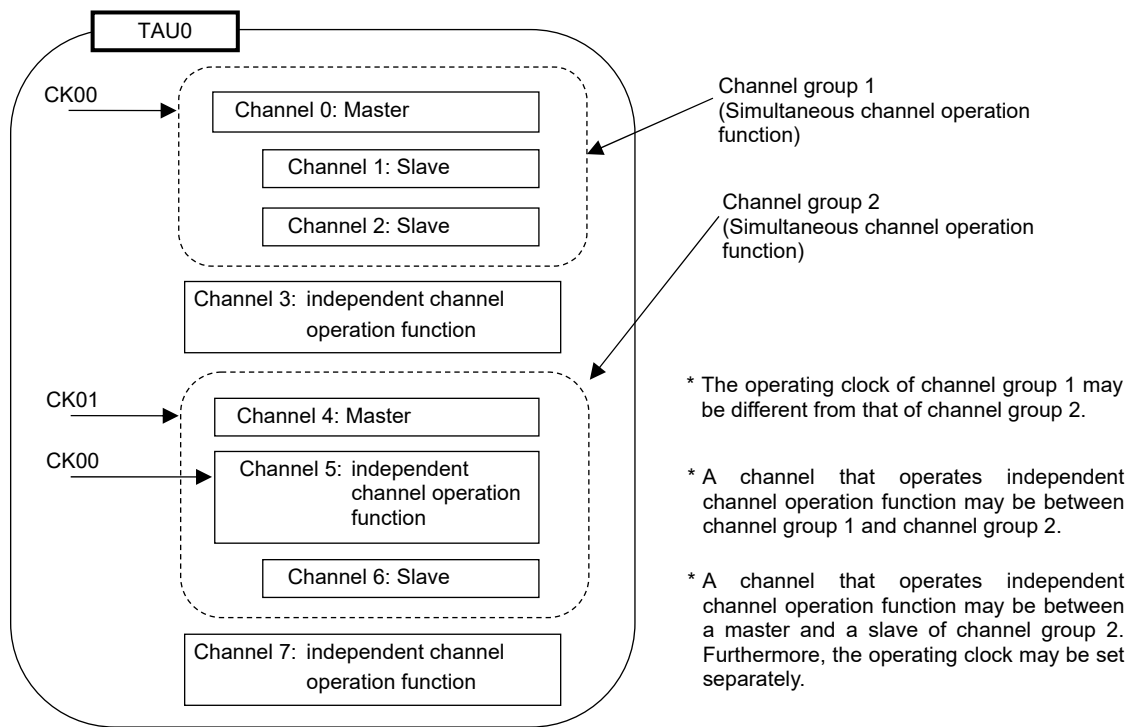 TAU0
CK00
Channel 0: Master
Channel 1: Slave
Channel 2: Slave
Channel group 1
(Simultaneous channel operation
function)
Channel 3: independent channel
operation function
Channel group 2
(Simultaneous channel operation
function)
CK01
Channel 4: Master
CK00
Channel 5: independent
channel operation
function
Channel 6: Slave
Channel 7: independent channel
operation function
* The operating clock of channel group 1 may
be different from that of channel group 2.
* A channel that operates independent
channel operation function may be between
channel group 1 and channel group 2.
* A channel that operates independent
channel operation function may be between
a master and a slave of channel group 2.
Furthermore, the operating clock may be set
separately.